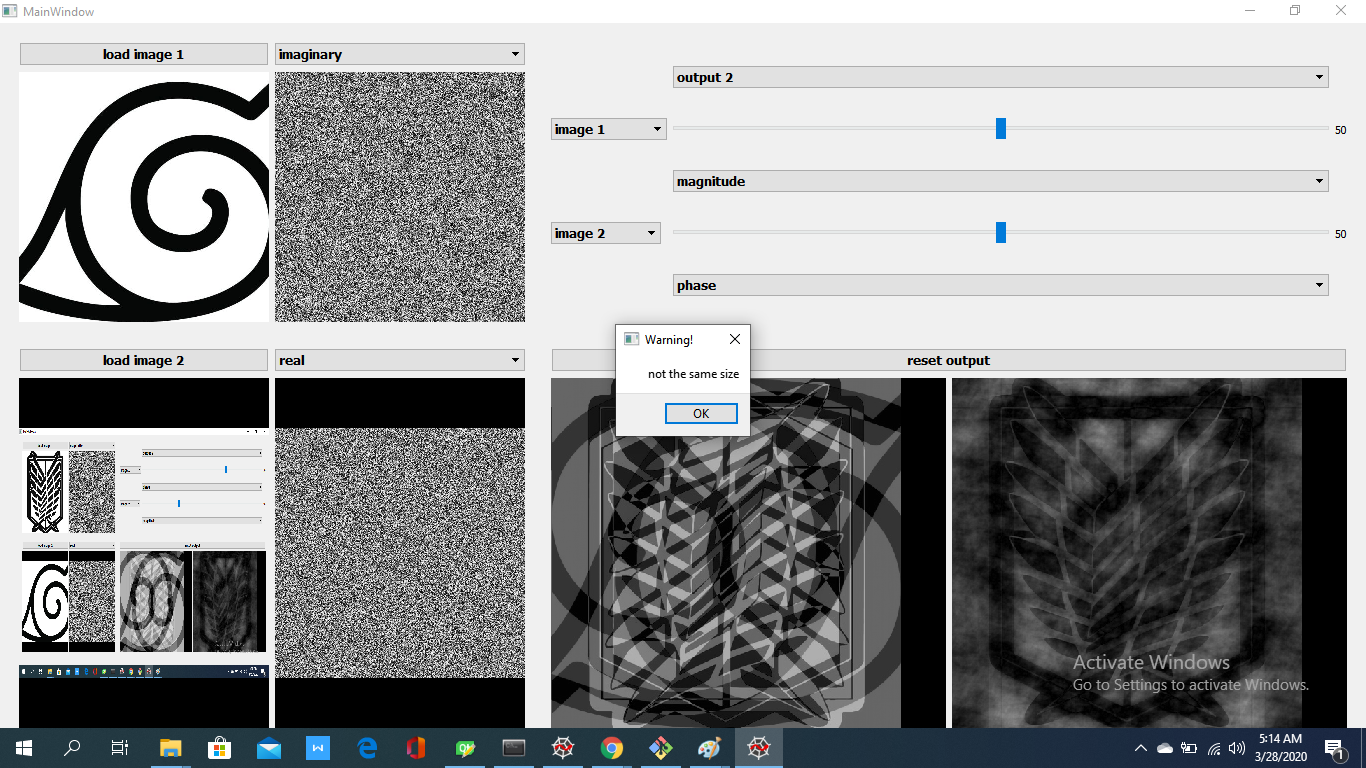 MainWindow
load image 1
imaginary
output 2
image 1
50
magnitude
image 2
50
phase
load image 2
real
reset output
Warning!
not the same size
OK
Activate Windows
Go to Settings to activate Windows.
5:14 AM
3/28/2020
1